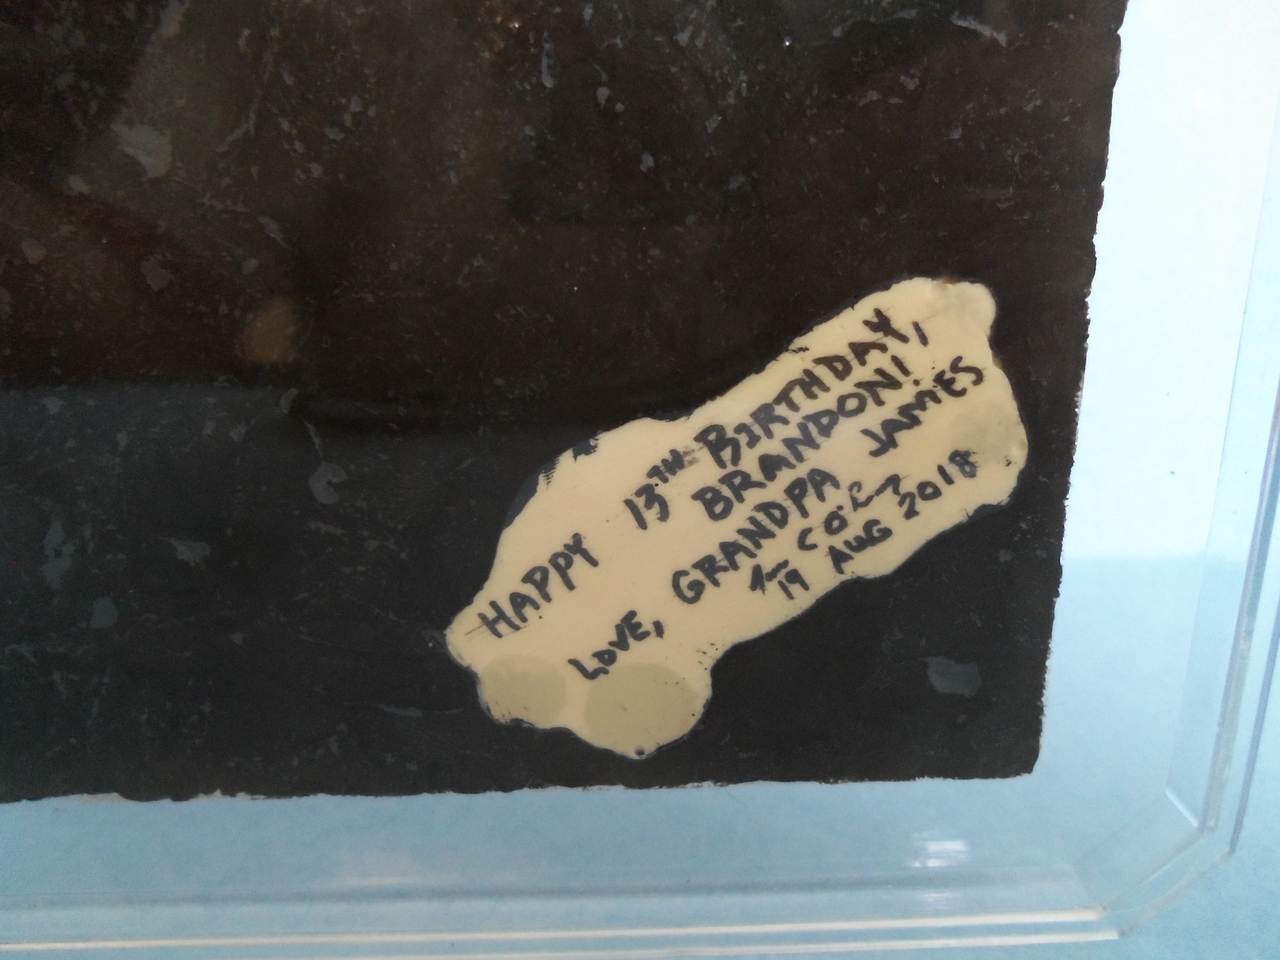 HAPPY 13TH BIRTHDAY,
BRANDON!
LOVE, GRANDPA JAMES
19 AUG 2018